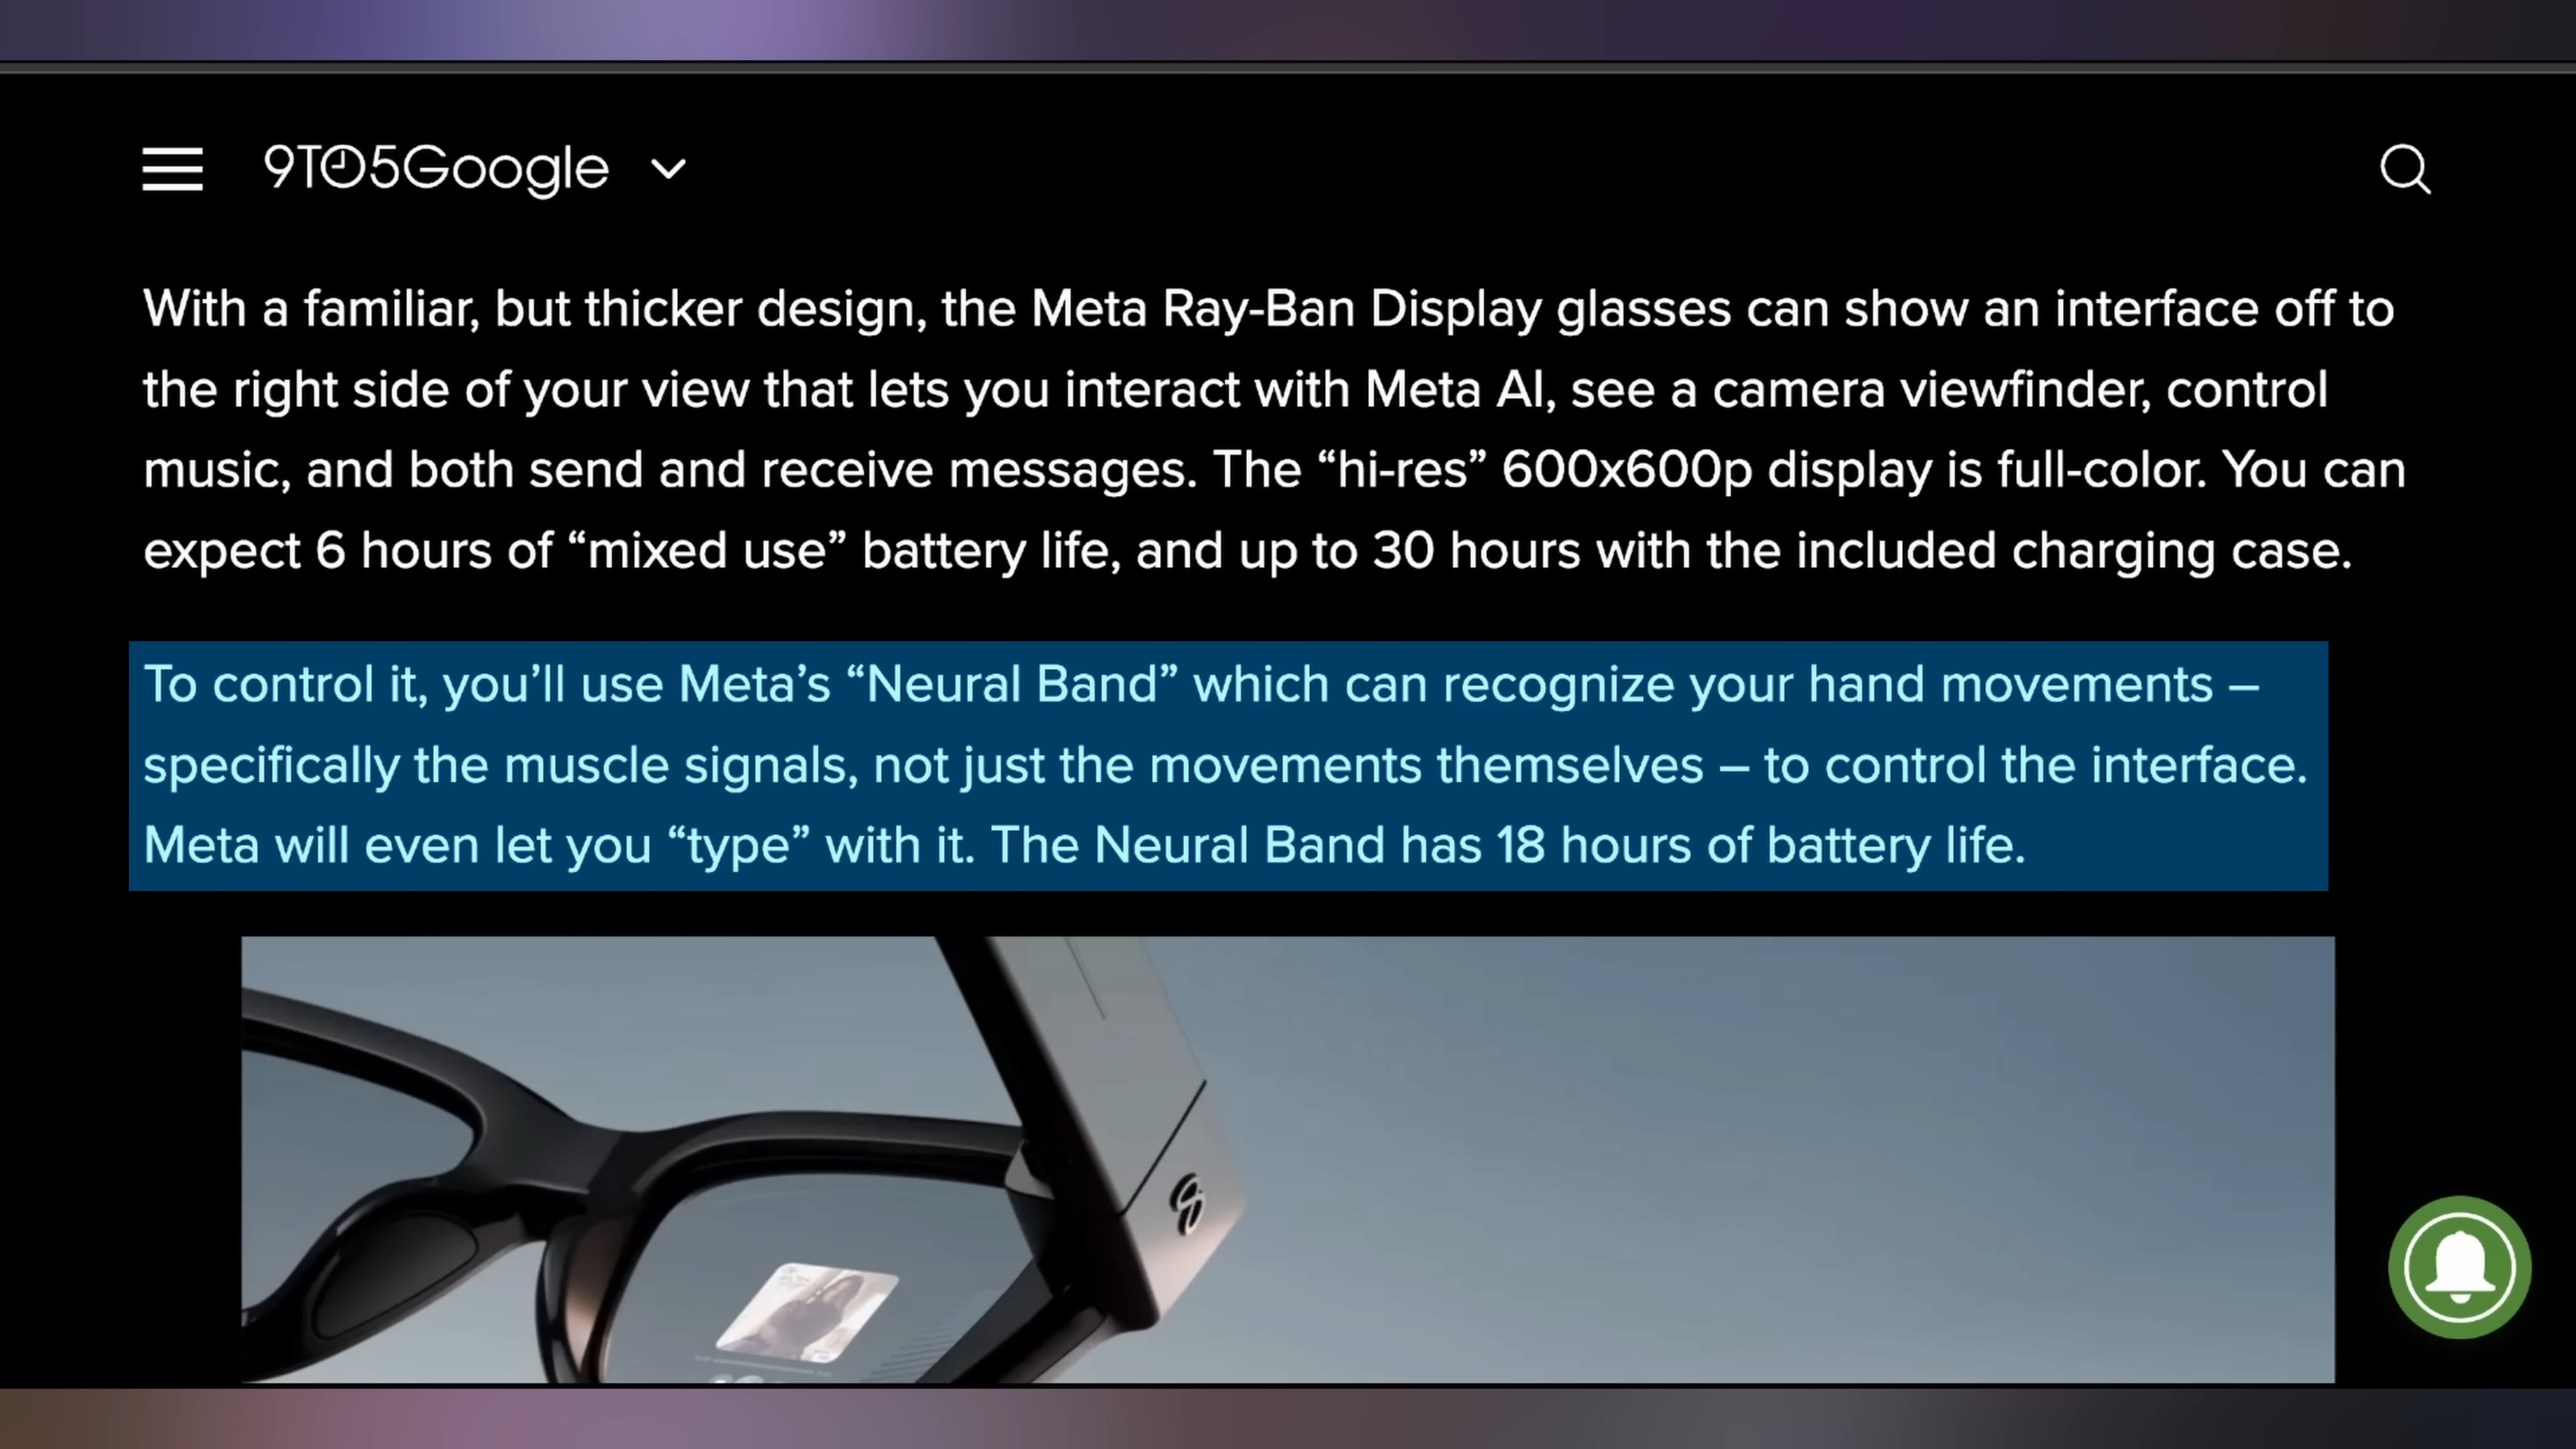 9TO5Google
With a familiar, but thicker design, the Meta Ray-Ban Display glasses can show an interface off to
the right side of your view that lets you interact with Meta AI, see a camera viewfinder, control
music, and both send and receive messages. The “hi-res” 600x600p display is full-color. You can
expect 6 hours of “mixed use” battery life, and up to 30 hours with the included charging case.
To control it, you’ll use Meta’s “Neural Band” which can recognize your hand movements –
specifically the muscle signals, not just the movements themselves – to control the interface.
Meta will even let you “type” with it. The Neural Band has 18 hours of battery life.